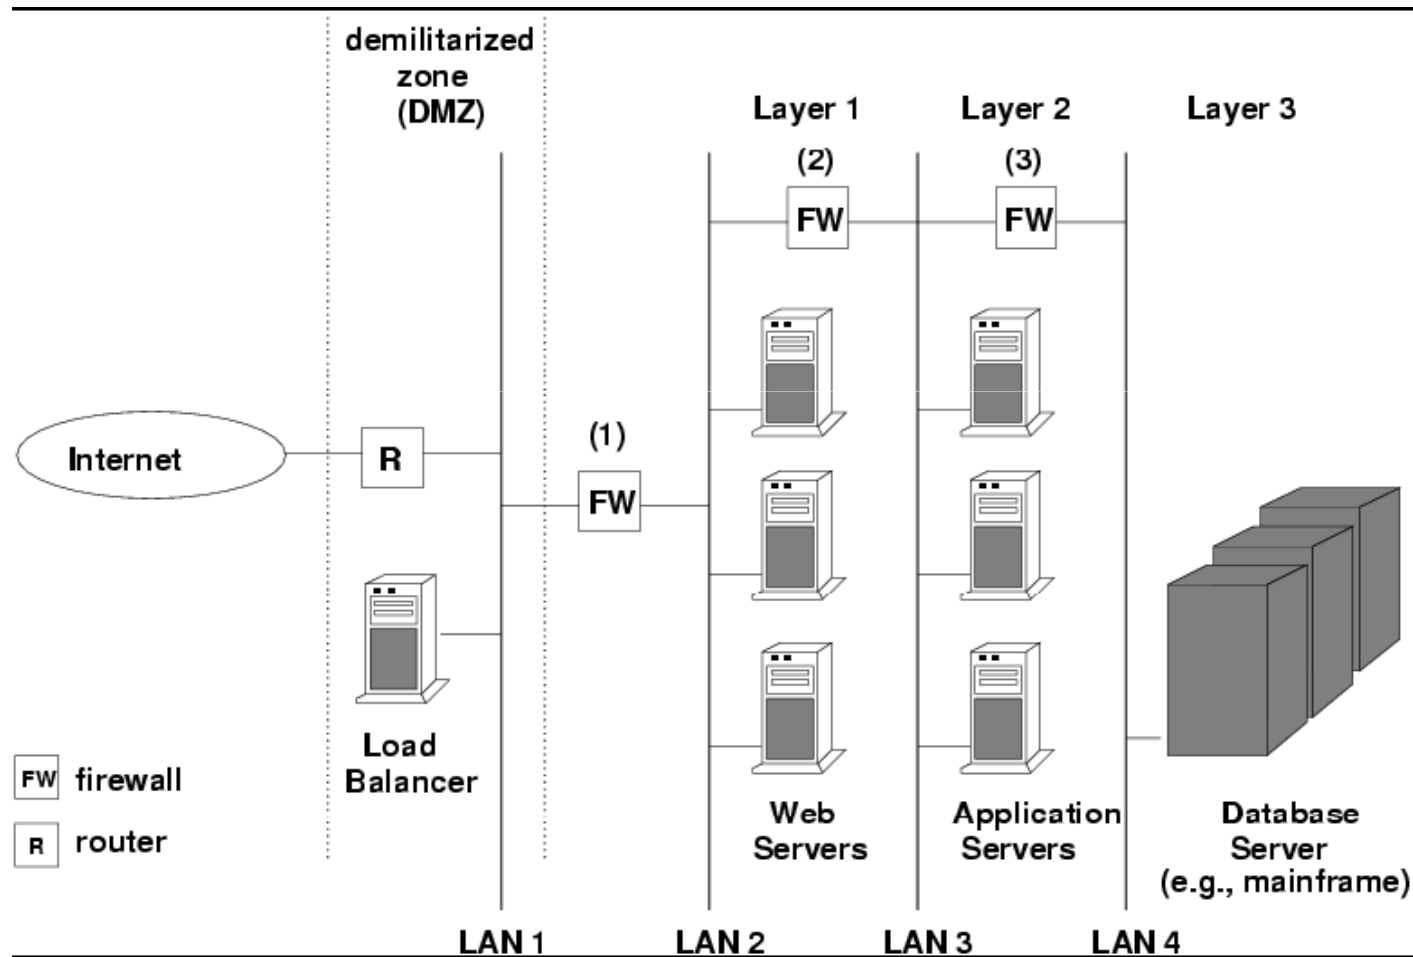 demilitarized
zone
(DMZ)
Layer 1
Layer 2
Layer 3
(2)
(3)
FW
FW
Internet
R
(1)
FW
Load
Balancer
FW firewall
R router
Web
Servers
Application
Servers
Database
Server
(e.g., mainframe)
LAN 1
LAN 2
LAN 3
LAN 4